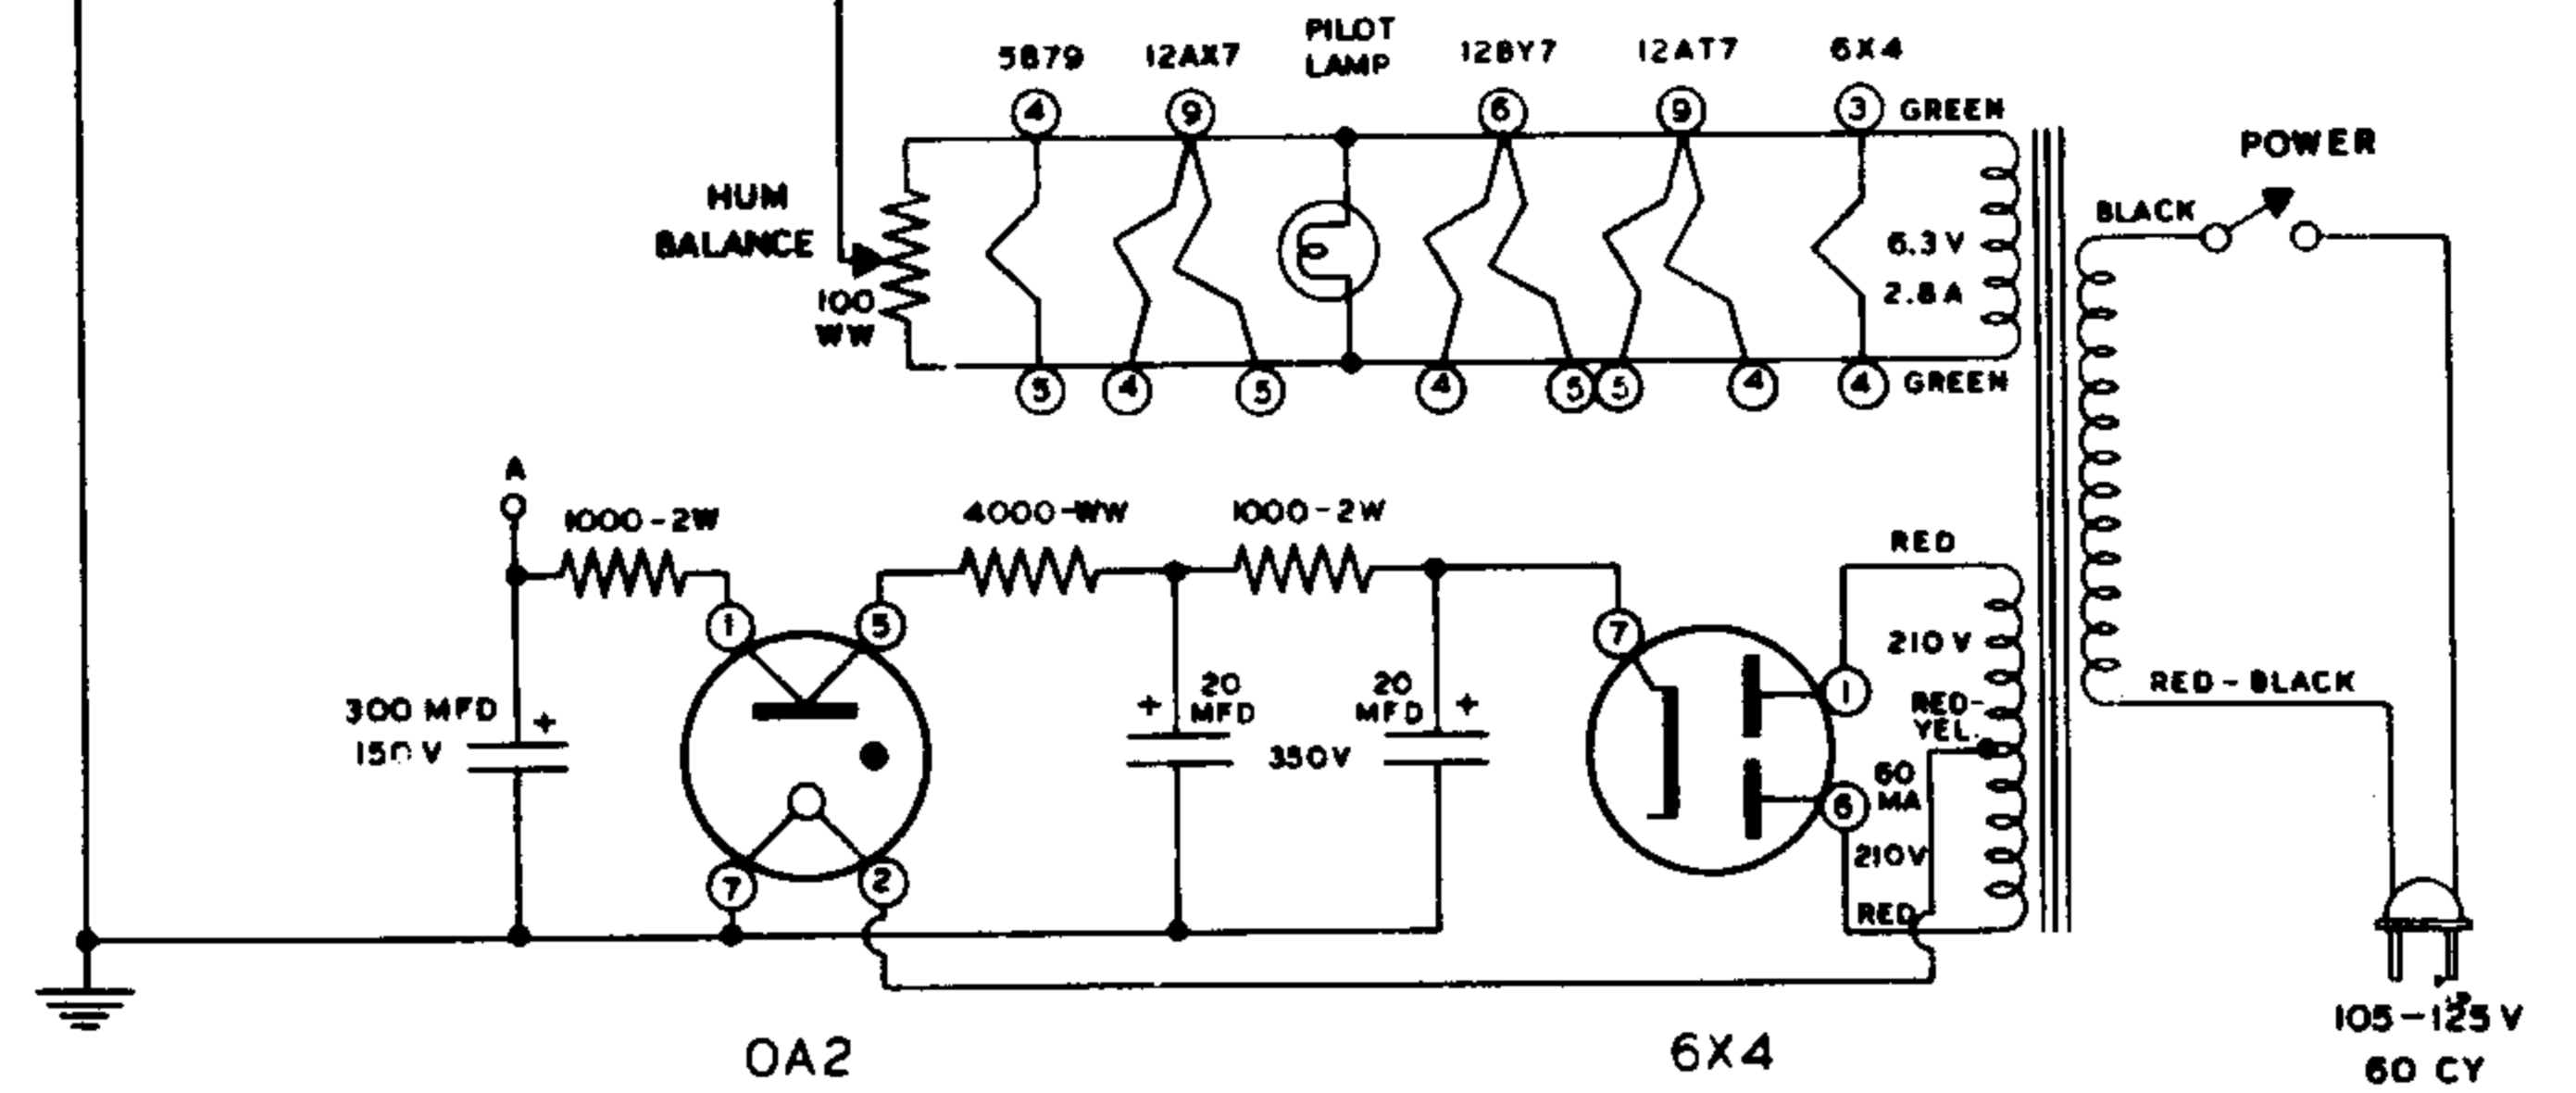 PILOT
LAMP
5879
12AX7
12BY7
12AT7
6X4
4
9
6
9
3
GREEN
POWER
HUM
BALANCE
BLACK
6.3 V
2.8 A
100
WW
5
4
5
4
5
5
4
4
GREEN
A
1000-2W
4000-WW
1000-2W
RED
1
5
7
210 V
1
RED-BLACK
300 MFD
150 V
+
+
20
MFD
20
MFD
+
350V
RED-
YEL.
60
MA
6
210V
7
2
RED
OA2
6X4
105-125 V
60 CY